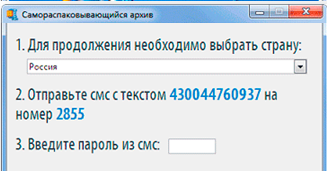 Самораспаковывающийся архив
1. Для продолжения необходимо выбрать страну:
Россия
2. Отправьте смс с текстом 430044760937 на
номер 2855
3. Введите пароль из смс: